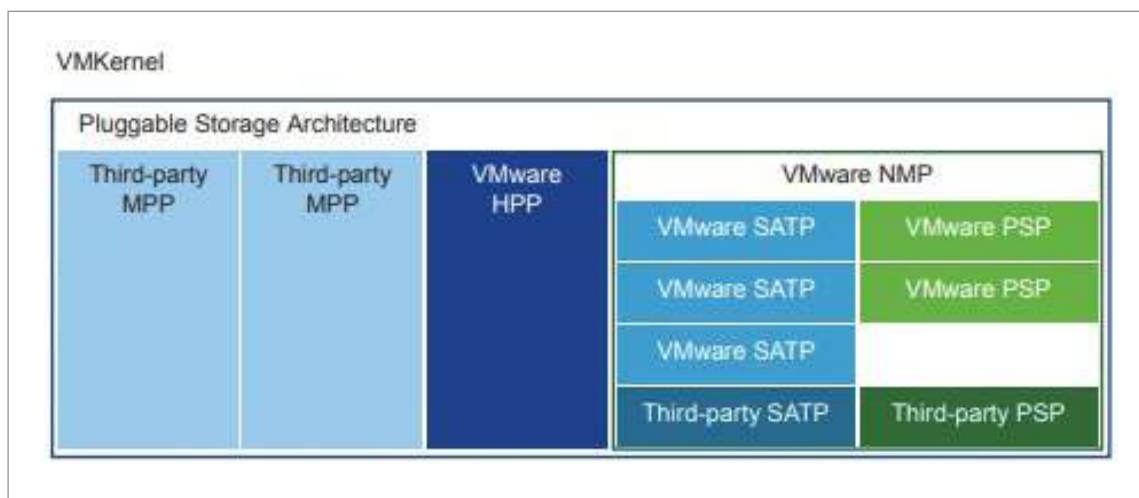 VMKernel
Pluggable Storage Architecture
Third-party
MPP
Third-party
MPP
VMware
HPP
VMware NMP
VMware SATP
VMware PSP
VMware SATP
VMware PSP
VMware SATP
Third-party SATP
Third-party PSP